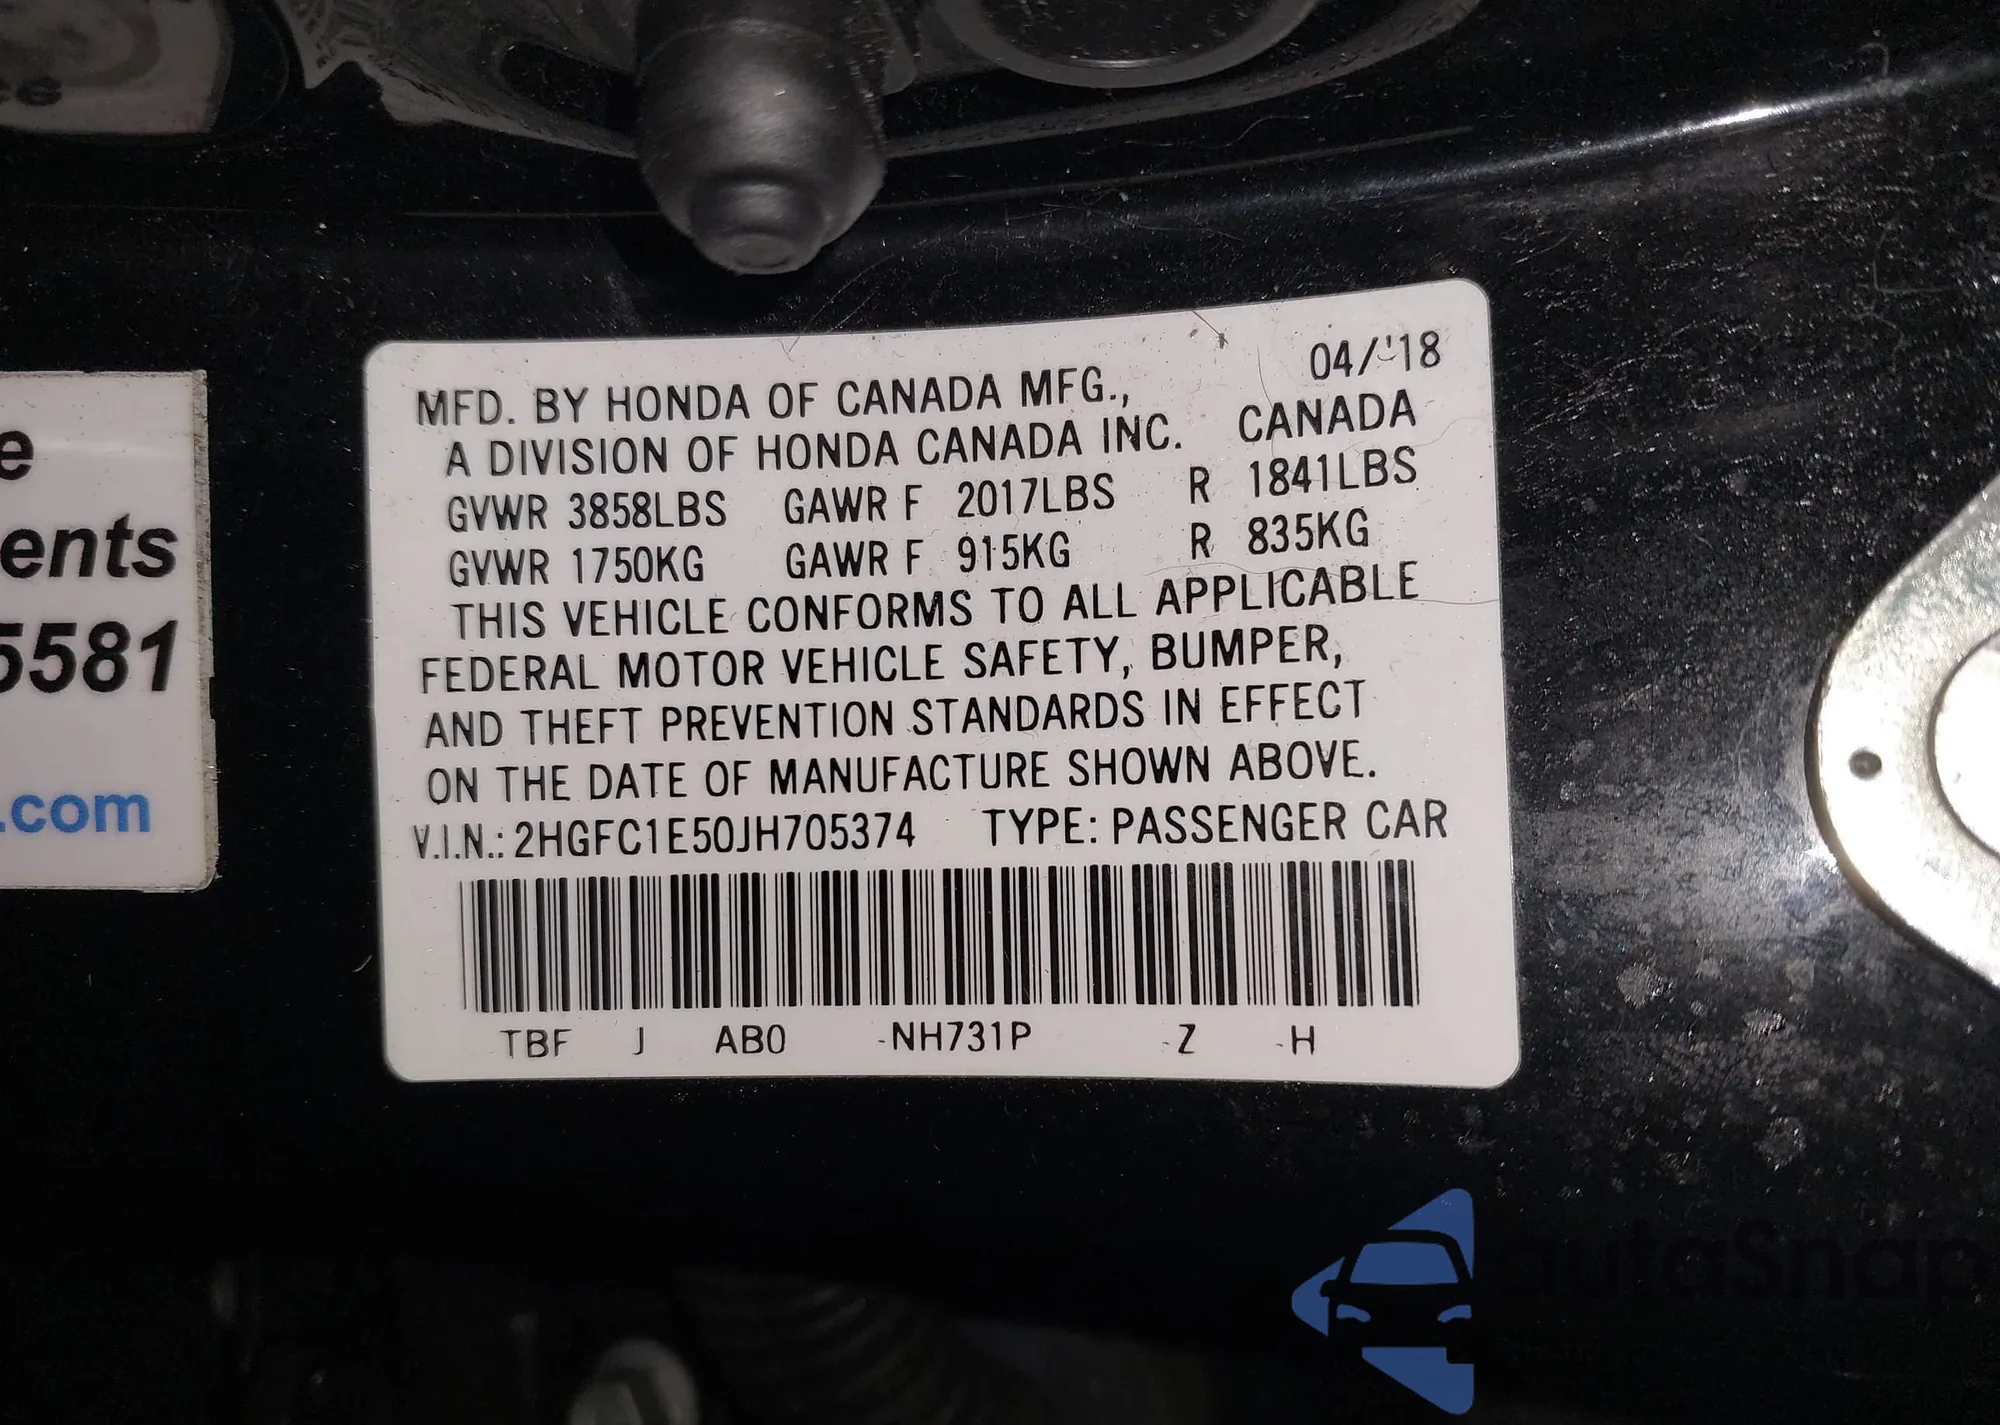 ce
e
ents
5581
.com
04/'18
MFD. BY HONDA OF CANADA MFG.,
A DIVISION OF HONDA CANADA INC. CANADA
GVWR 3858LBS GAWR F 2017LBS R 1841LBS
GVWR 1750KG GAWR F 915KG R 835KG
THIS VEHICLE CONFORMS TO ALL APPLICABLE
FEDERAL MOTOR VEHICLE SAFETY, BUMPER,
AND THEFT PREVENTION STANDARDS IN EFFECT
ON THE DATE OF MANUFACTURE SHOWN ABOVE.
V.I.N.: 2HGFC1E50JH705374 TYPE: PASSENGER CAR
TBF J AB0 -NH731P -Z -H
autaSnap